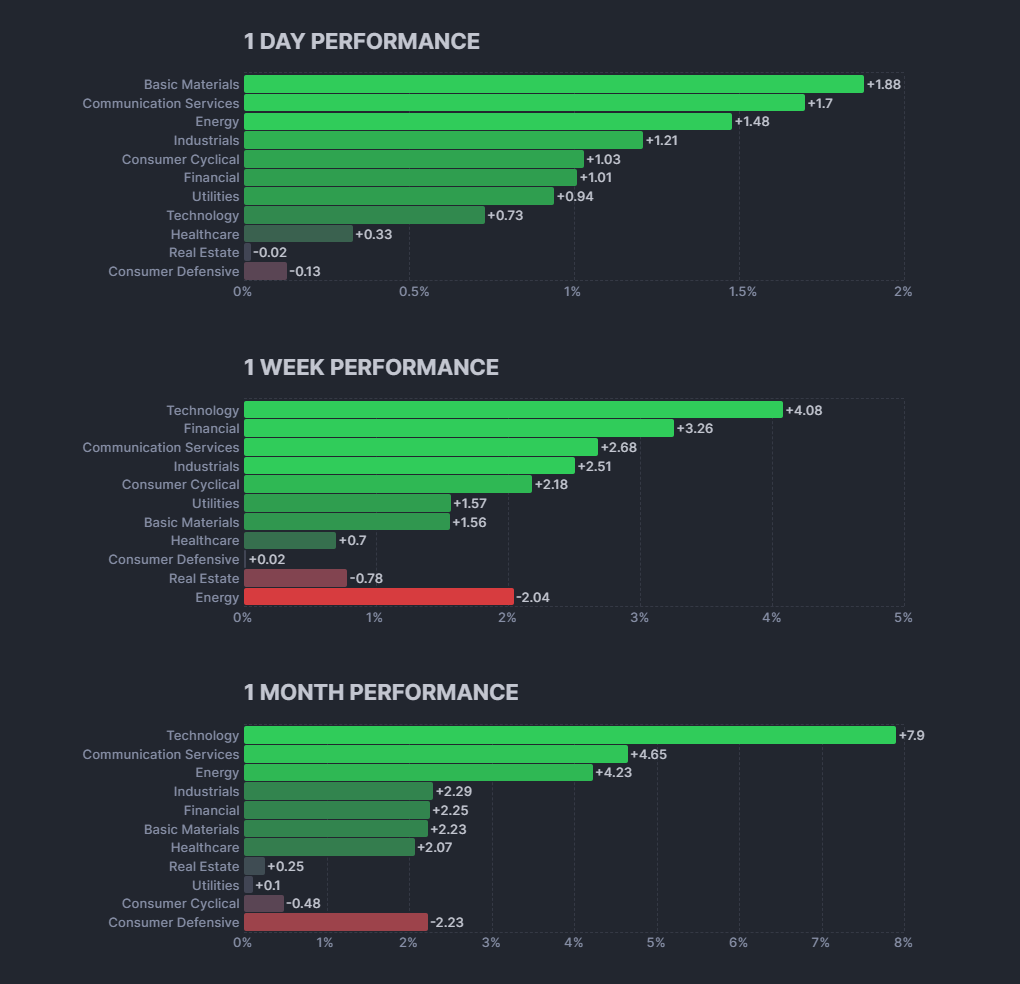 1 DAY PERFORMANCE
Basic Materials +1.88
Communication Services +1.7
Energy +1.48
Industrials +1.21
Consumer Cyclical +1.03
Financial +1.01
Utilities +0.94
Technology +0.73
Healthcare +0.33
Real Estate -0.02
Consumer Defensive -0.13
0% 0.5% 1% 1.5% 2%
1 WEEK PERFORMANCE
Technology +4.08
Financial +3.26
Communication Services +2.68
Industrials +2.51
Consumer Cyclical +2.18
Utilities +1.57
Basic Materials +1.56
Healthcare +0.7
Consumer Defensive +0.02
Real Estate -0.78
Energy -2.04
0% 1% 2% 3% 4% 5%
1 MONTH PERFORMANCE
Technology +7.9
Communication Services +4.65
Energy +4.23
Industrials +2.29
Financial +2.25
Basic Materials +2.23
Healthcare +2.07
Real Estate +0.25
Utilities +0.1
Consumer Cyclical -0.48
Consumer Defensive -2.23
0% 1% 2% 3% 4% 5% 6% 7% 8%